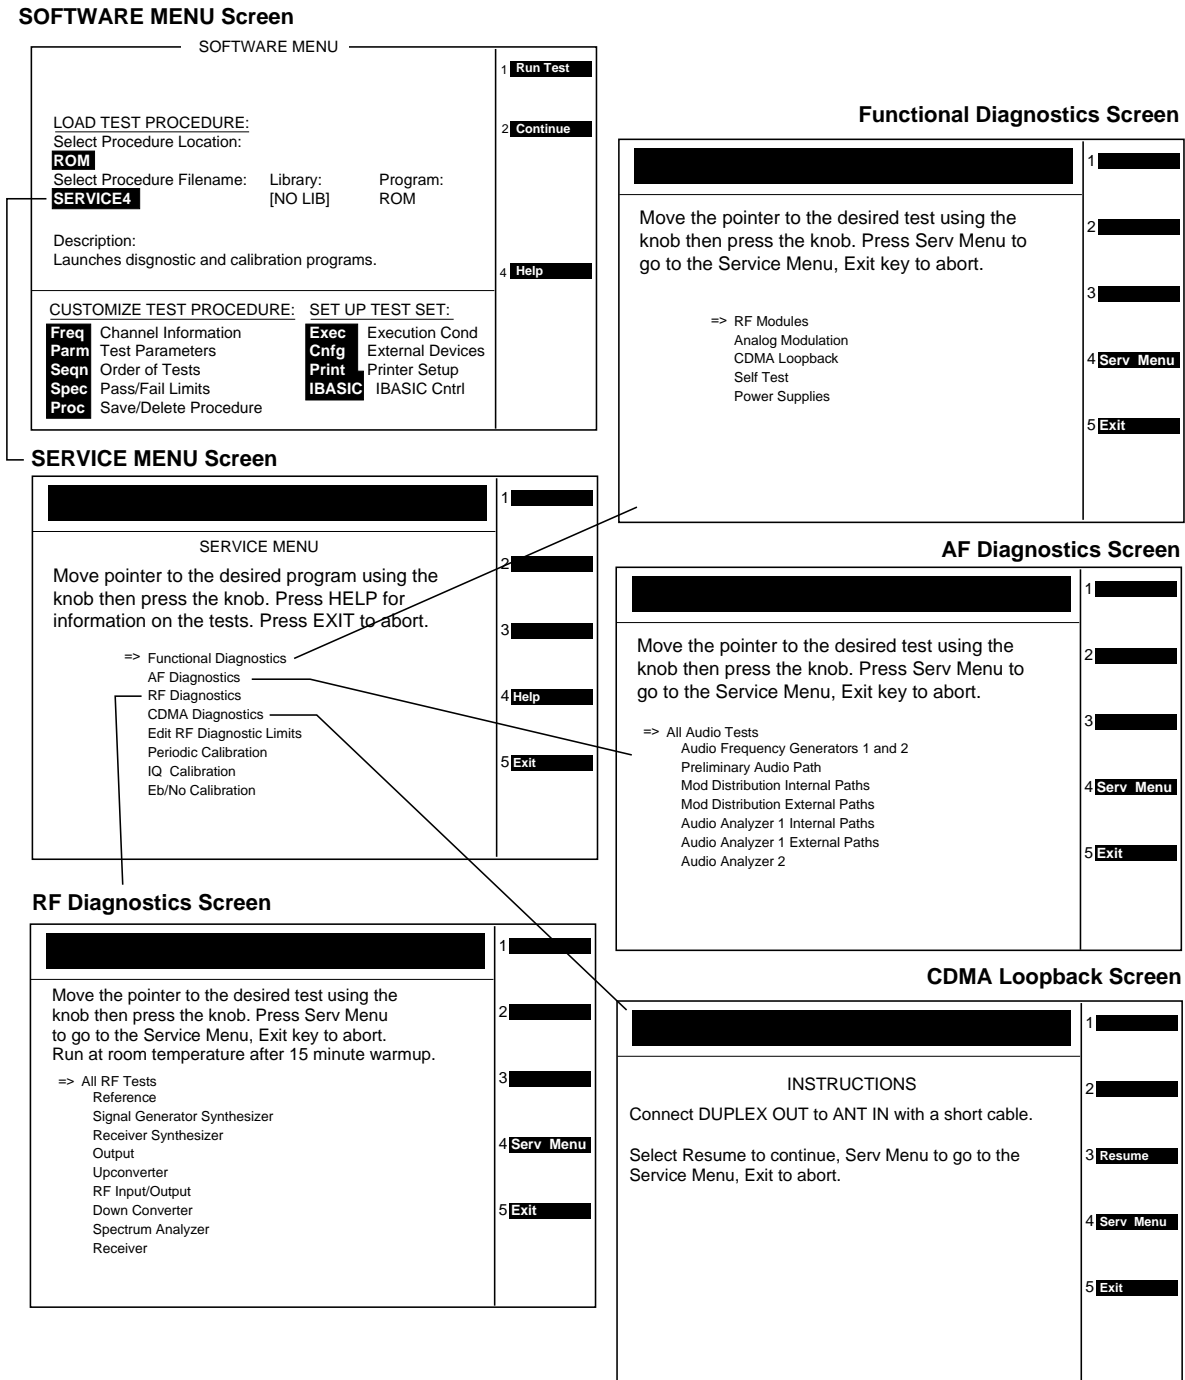 SOFTWARE MENU Screen
SOFTWARE MENU
1 Run Test
LOAD TEST PROCEDURE:
2 Continue
Select Procedure Location:
ROM
Select Procedure Filename: Library: Program:
SERVICE4 [NO LIB] ROM
Description:
Launches disgnostic and calibration programs.
4 Help
CUSTOMIZE TEST PROCEDURE: SET UP TEST SET:
Freq Channel Information Exec Execution Cond
Parm Test Parameters Cnfg External Devices
Seqn Order of Tests Print Printer Setup
Spec Pass/Fail Limits IBASIC IBASIC Cntrl
Proc Save/Delete Procedure
Functional Diagnostics Screen
1
Move the pointer to the desired test using the
knob then press the knob. Press Serv Menu to
go to the Service Menu, Exit key to abort.
2
3
=> RF Modules
Analog Modulation
CDMA Loopback
Self Test
Power Supplies
4 Serv Menu
5 Exit
SERVICE MENU Screen
1
SERVICE MENU
2
Move pointer to the desired program using the
knob then press the knob. Press HELP for
information on the tests. Press EXIT to abort.
3
=> Functional Diagnostics
AF Diagnostics
RF Diagnostics
CDMA Diagnostics
Edit RF Diagnostic Limits
Periodic Calibration
IQ Calibration
Eb/No Calibration
4 Help
5 Exit
AF Diagnostics Screen
1
Move the pointer to the desired test using the
knob then press the knob. Press Serv Menu to
go to the Service Menu, Exit key to abort.
2
3
=> All Audio Tests
Audio Frequency Generators 1 and 2
Preliminary Audio Path
Mod Distribution Internal Paths
Mod Distribution External Paths
Audio Analyzer 1 Internal Paths
Audio Analyzer 1 External Paths
Audio Analyzer 2
4 Serv Menu
5 Exit
RF Diagnostics Screen
1
Move the pointer to the desired test using the
knob then press the knob. Press Serv Menu
to go to the Service Menu, Exit key to abort.
Run at room temperature after 15 minute warmup.
2
3
=> All RF Tests
Reference
Signal Generator Synthesizer
Receiver Synthesizer
Output
Upconverter
RF Input/Output
Down Converter
Spectrum Analyzer
Receiver
4 Serv Menu
5 Exit
CDMA Loopback Screen
1
INSTRUCTIONS
2
Connect DUPLEX OUT to ANT IN with a short cable.
Select Resume to continue, Serv Menu to go to the
Service Menu, Exit to abort.
3 Resume
4 Serv Menu
5 Exit